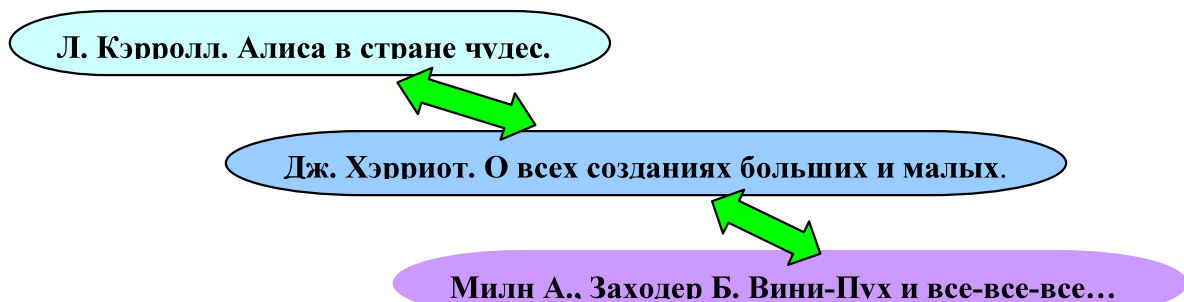 Л. Кэрролл. Алиса в стране чудес.
Дж. Хэрриот. О всех созданиях больших и малых.
Милн А., Заходер Б. Вини-Пух и все-все-все…